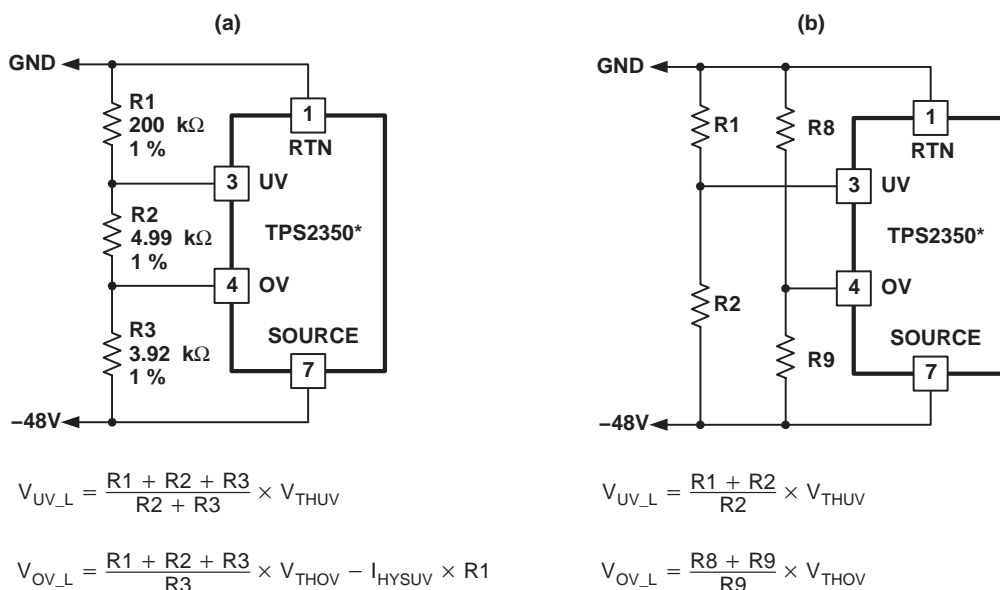 (a)
GND
R1
200 kΩ
1 %
1
RTN
3
UV
R2
4.99 kΩ
1 %
TPS2350*
4
OV
R3
3.92 kΩ
1 %
SOURCE
7
–48V
V_UV_L = (R1 + R2 + R3)/(R2 + R3) × V_THUV
V_OV_L = (R1 + R2 + R3)/R3 × V_THOV – I_HYSUV × R1
(b)
GND
R1
R8
1
RTN
3
UV
TPS2350*
R2
4
OV
SOURCE
R9
7
–48V
V_UV_L = (R1 + R2)/R2 × V_THUV
V_OV_L = (R8 + R9)/R9 × V_THOV